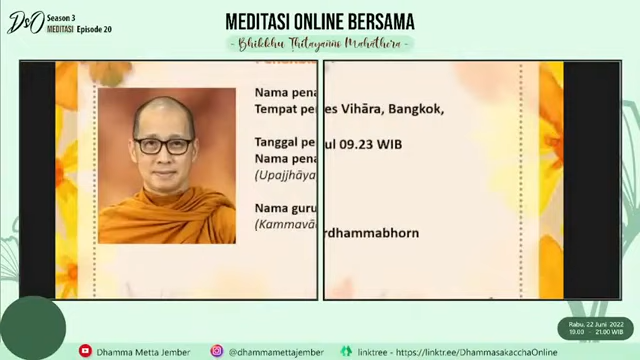 DsO Season 3
MEDITASI Episode 20
MEDITASI ONLINE BERSAMA
- Bhikkhu Thitayañño Mahāthera -
Nama pena
Tempat pe es Vihāra, Bangkok,
Tanggal pe ul 09.23 WIB
Nama pena
(Upajjhāya
Nama guru
(Kammavā
rdhammabhorn
Rabu, 22 Juni 2022
19.00 - 21.00 WIB
Dhamma Metta Jember
@dhammamettajember
linktree - https://linktr.ee/DhammasakacchaOnline